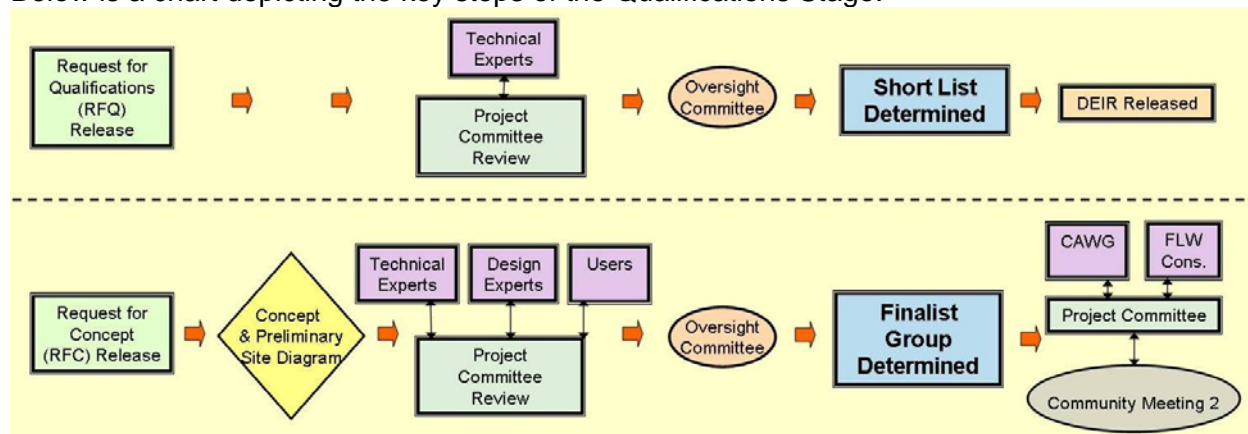 Below is a chart depicting the key steps of the Qualifications Stage:
Request for
Qualifications
(RFQ)
Release
Technical
Experts
Project
Committee
Review
Oversight
Committee
Short List
Determined
DEIR Released
Request for
Concept
(RFC) Release
Concept
& Preliminary
Site Diagram
Technical
Experts
Design
Experts
Users
Project
Committee
Review
Oversight
Committee
Finalist
Group
Determined
CAWG
FLW
Cons.
Project Committee
Community Meeting 2